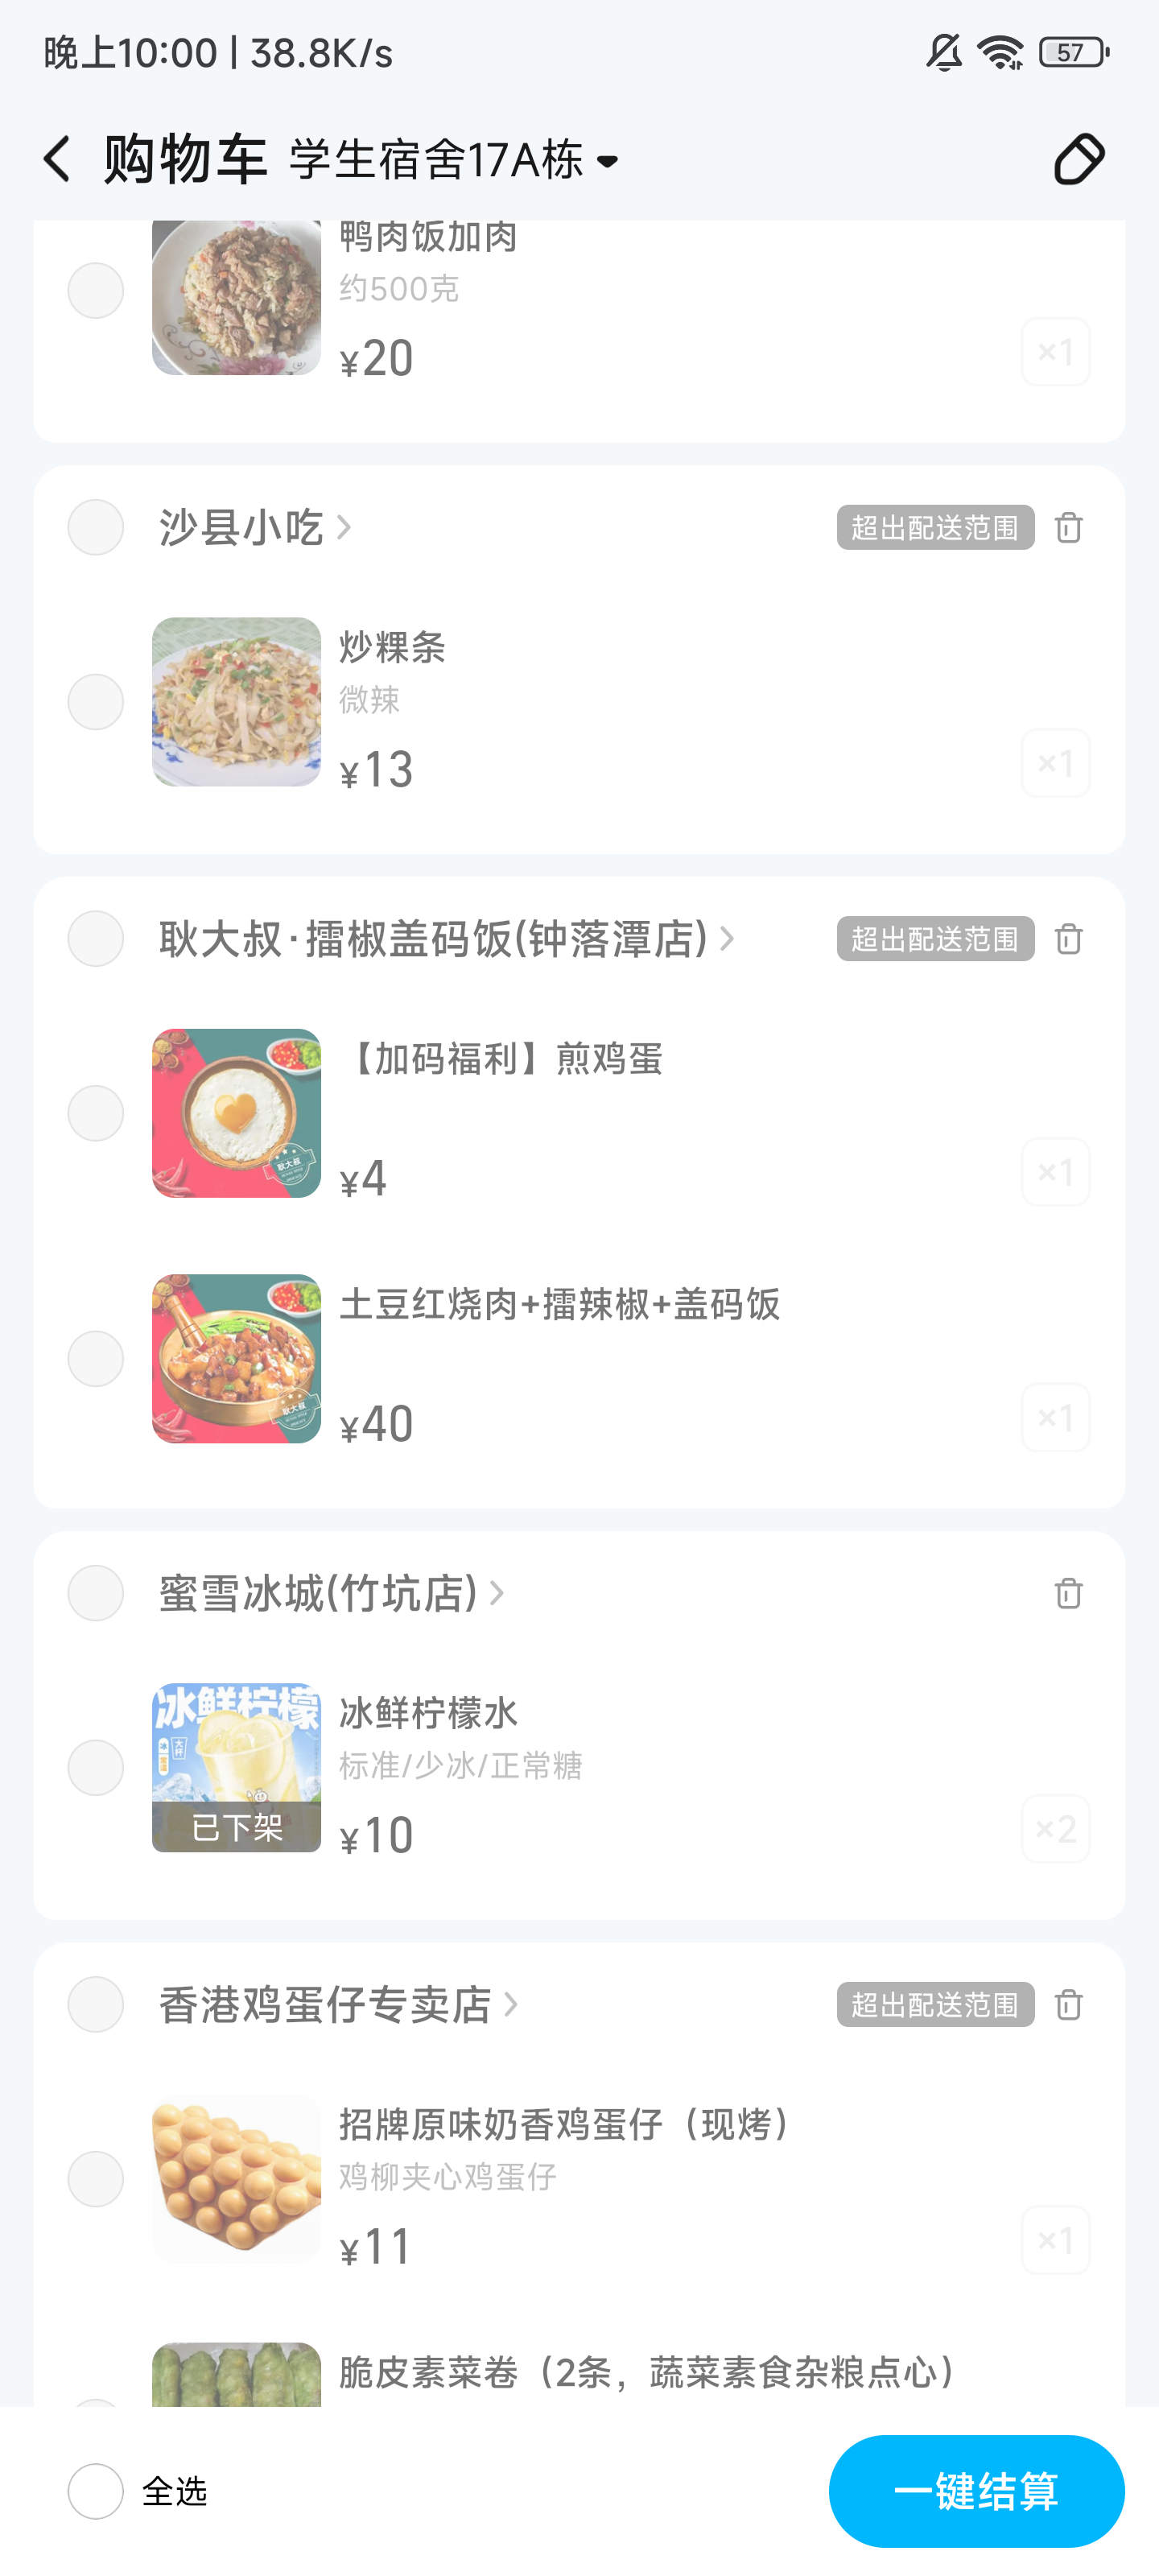 晚上10:00 | 38.8K/s
57
购物车 学生宿舍17A栋
鸭肉饭加肉
约500克
¥20
×1
沙县小吃
超出配送范围
炒粿条
微辣
¥13
×1
耿大叔·擂椒盖码饭(钟落潭店)
超出配送范围
【加码福利】煎鸡蛋
耿大叔
¥4
×1
土豆红烧肉+擂辣椒+盖码饭
耿大叔
¥40
×1
蜜雪冰城(竹坑店)
冰鲜柠檬水
冰鲜柠檬
大杯
标准/少冰/正常糖
已下架
¥10
×2
香港鸡蛋仔专卖店
超出配送范围
招牌原味奶香鸡蛋仔（现烤）
鸡柳夹心鸡蛋仔
¥11
×1
脆皮素菜卷（2条，蔬菜素食杂粮点心）
全选
一键结算